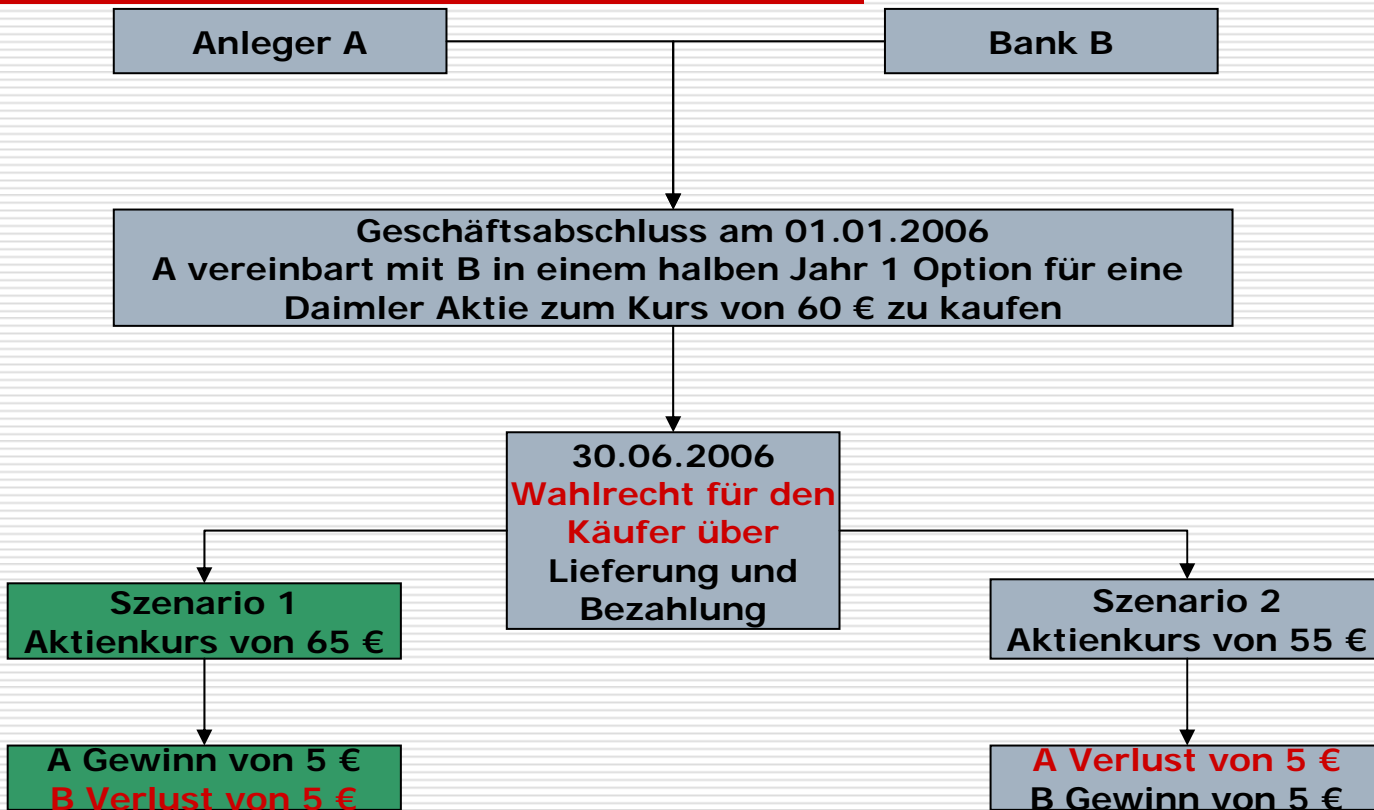 Anleger A
Bank B
Geschäftsabschluss am 01.01.2006
A vereinbart mit B in einem halben Jahr 1 Option für eine
Daimler Aktie zum Kurs von 60 € zu kaufen
30.06.2006
Wahlrecht für den
Käufer über
Lieferung und
Bezahlung
Szenario 1
Aktienkurs von 65 €
Szenario 2
Aktienkurs von 55 €
A Gewinn von 5 €
B Verlust von 5 €
A Verlust von 5 €
B Gewinn von 5 €